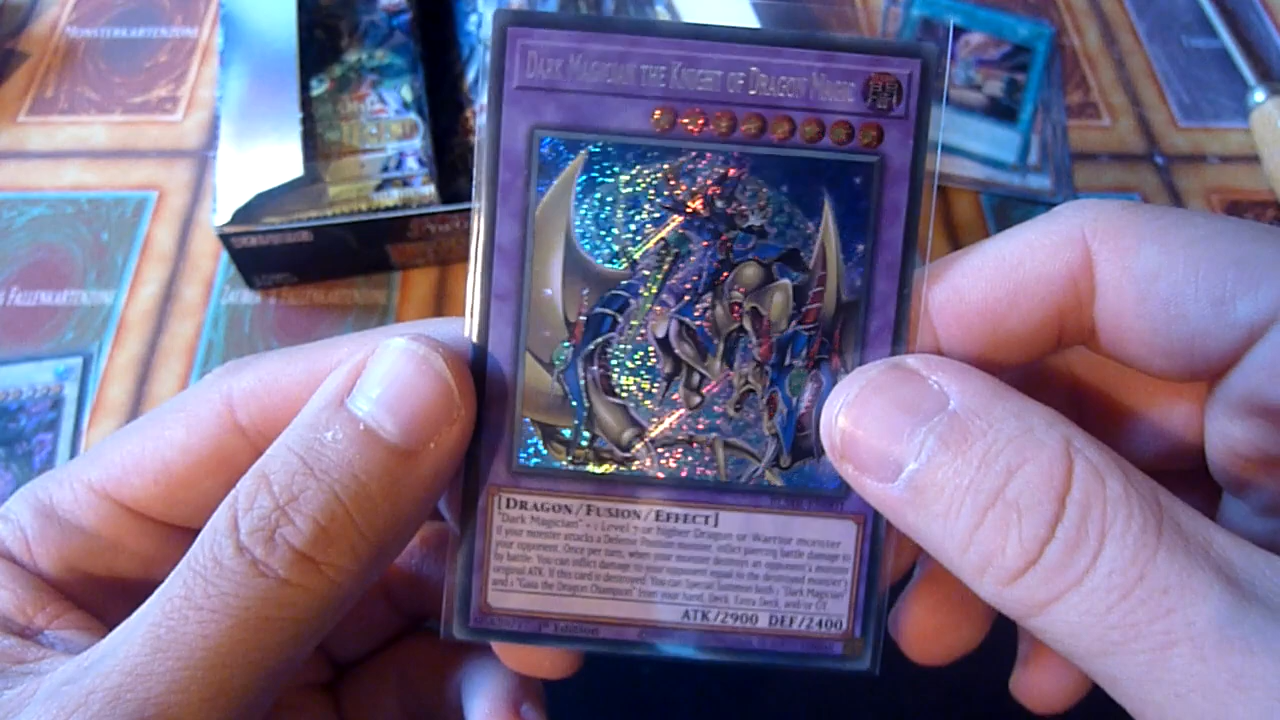 Monsterkartenzone
Dark Magician the Knight of Dragon Magic
闇
Fallenkartenzone
[Dragon/Fusion/Effect]
"Dark Magician" + 1 Level 7 or higher Dragon or Warrior monster
If your monster attacks a Defense Position monster, inflict piercing battle damage to
your opponent. Once per turn, when your monster destroys an opponent's monster
by battle: You can inflict damage to your opponent equal to the destroyed monster's
original ATK. If this card is destroyed: You can Special Summon both 1 "Dark Magician"
and 1 "Gaia the Dragon Champion" from your hand, Deck, Extra Deck, and/or GY.
ATK/2900 DEF/2400
1st Edition